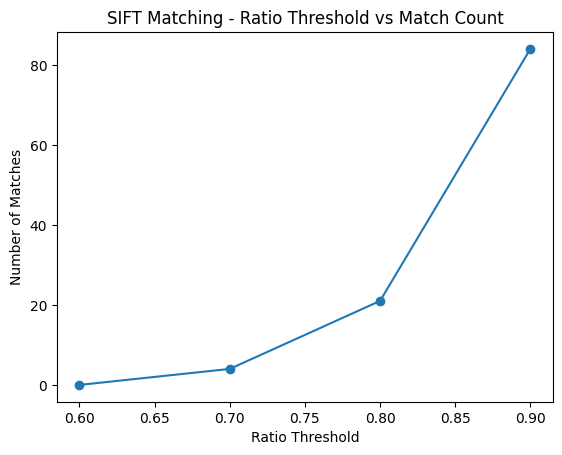 SIFT Matching - Ratio Threshold vs Match Count
Number of Matches
80
60
40
20
0
0.60 0.65 0.70 0.75 0.80 0.85 0.90
Ratio Threshold